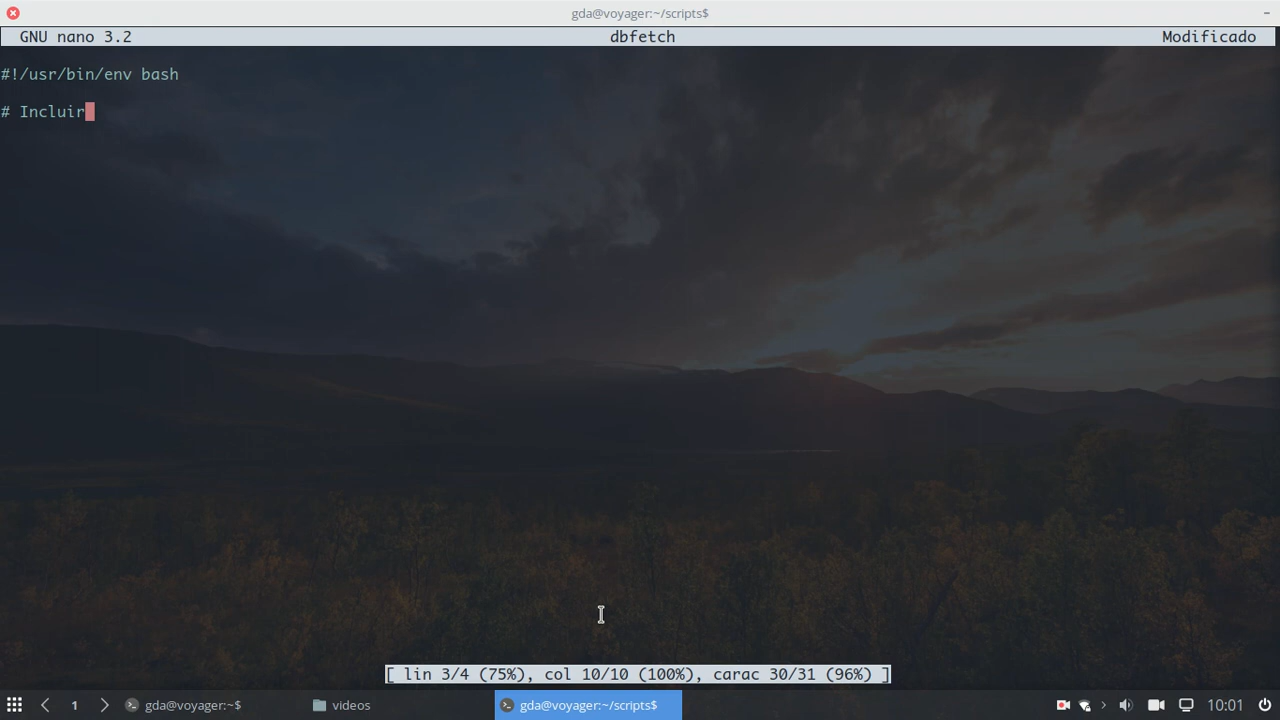 gda@voyager:~/scripts$
GNU nano 3.2 dbfetch Modificado
#!/usr/bin/env bash
# Incluir
[ lin 3/4 (75%), col 10/10 (100%), carac 30/31 (96%) ]
1 gda@voyager:~$ videos gda@voyager:~/scripts$ 10:01